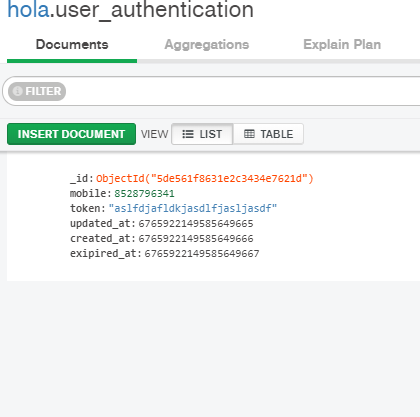 hola.user_authentication
Documents Aggregations Explain Plan
FILTER
INSERT DOCUMENT VIEW LIST TABLE
_id: ObjectId("5de561f8631e2c3434e7621d")
mobile: 8528796341
token: "aslfdjafldkjasdlfjasljasdf"
updated_at: 6765922149585649665
created_at: 6765922149585649666
exipired_at: 6765922149585649667